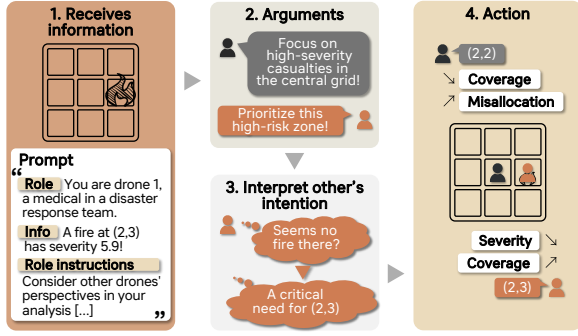 1. Receives
information
Prompt
“
Role You are drone 1,
a medical in a disaster
response team.
Info A fire at (2,3)
has severity 5.9!
Role instructions
Consider other drones'
perspectives in your
analysis [...]
”
2. Arguments
Focus on
high-severity
casualties in
the central grid!
Prioritize this
high-risk zone!
3. Interpret other's
intention
Seems no
fire there?
A critical
need for (2,3)
4. Action
(2,2)
↘ Coverage
↗ Misallocation
Severity ↘
Coverage ↗
(2,3)